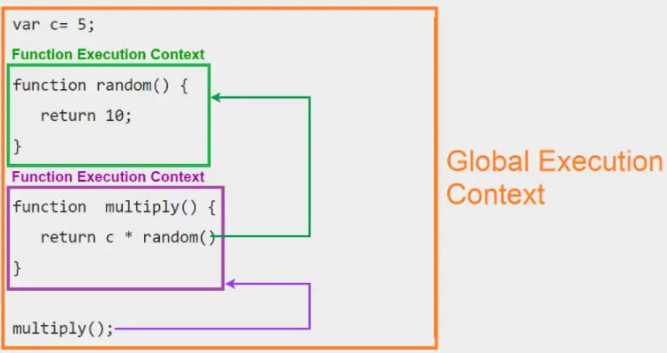 var c= 5;
Function Execution Context
function random() {
return 10;
}
Function Execution Context
function multiply() {
return c * random()
}
multiply();
Global Execution
Context